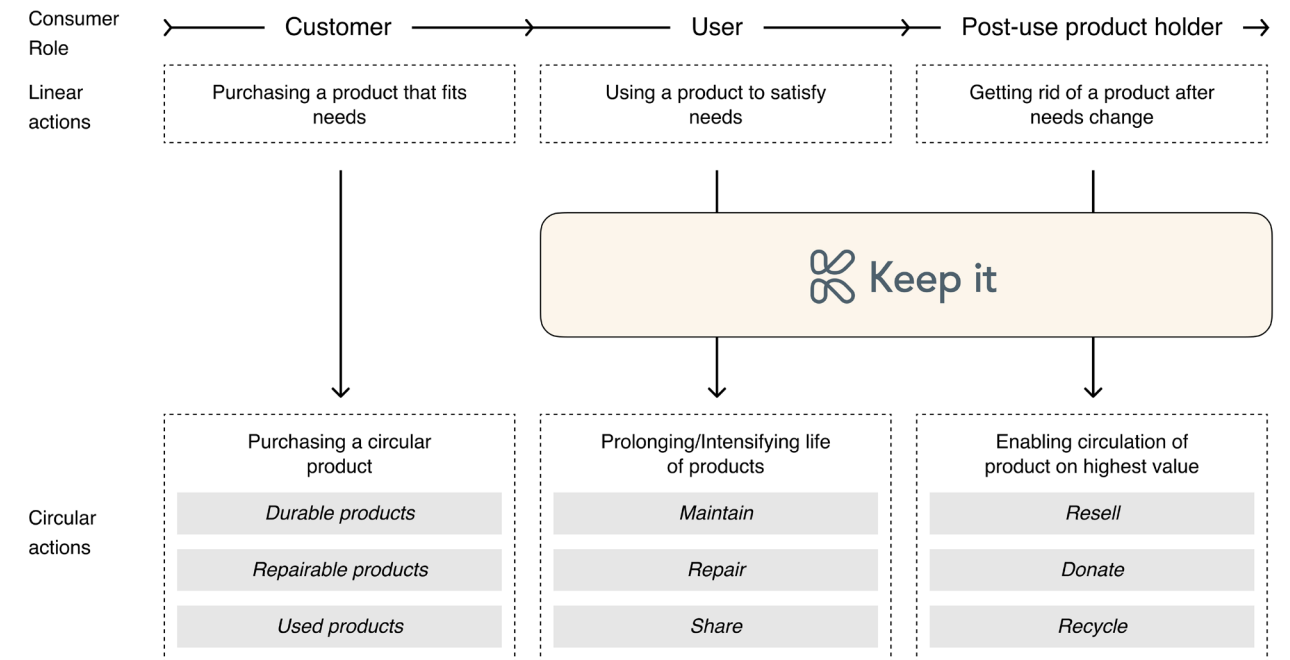 Consumer
Role
Customer
User
Post-use product holder
Linear
actions
Purchasing a product that fits
needs
Using a product to satisfy
needs
Getting rid of a product after
needs change
Keep it
Purchasing a circular
product
Prolonging/Intensifying life
of products
Enabling circulation of
product on highest value
Circular
actions
Durable products
Maintain
Resell
Repairable products
Repair
Donate
Used products
Share
Recycle